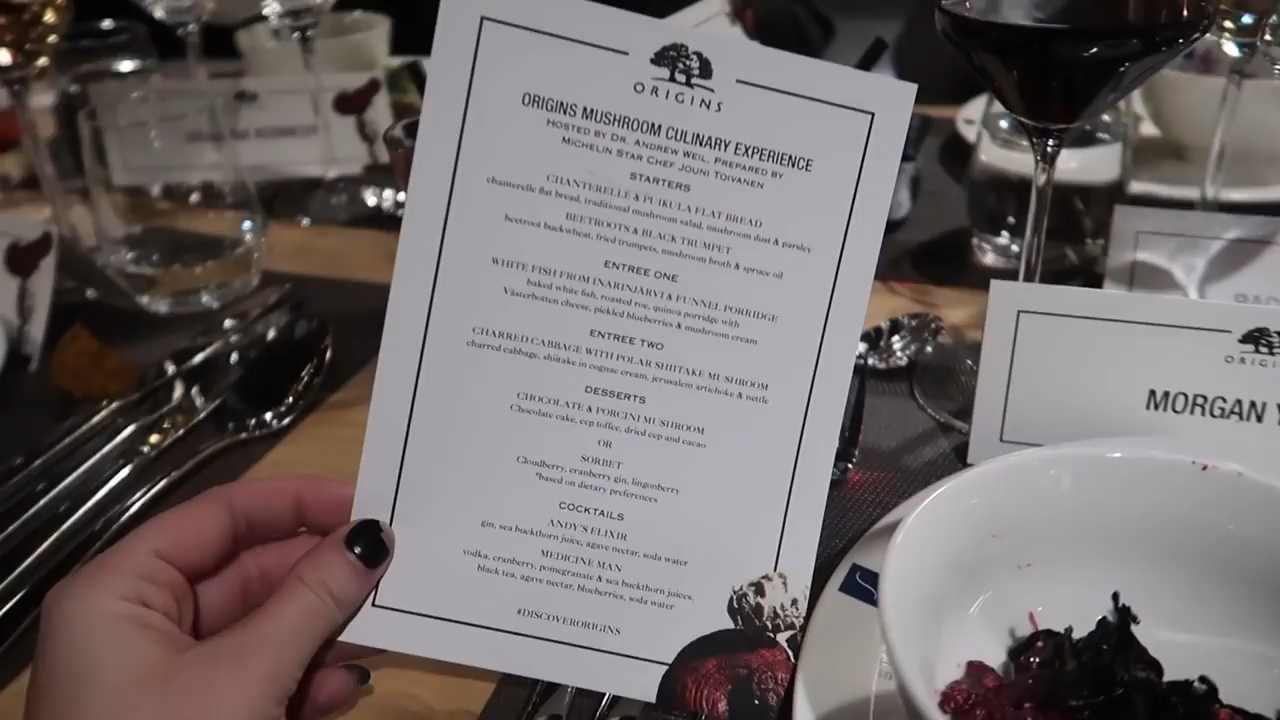 ORIGINS
ORIGINS MUSHROOM CULINARY EXPERIENCE
HOSTED BY DR. ANDREW WEIL, PREPARED BY
MICHELIN STAR CHEF JOUNI TOIVANEN
STARTERS
CHANTERELLE & PUIKULA FLAT BREAD
chanterelle flat bread, traditional mushroom salad, mushroom dust & parsley
BEETROOTS & BLACK TRUMPET
beetroot buckwheat, fried trumpets, mushroom broth & spruce oil
ENTREE ONE
WHITE FISH FROM INARINJÄRVI & FUNNEL PORRIDGE
baked white fish, roasted roe, quinoa porridge with
Västerbotten cheese, pickled blueberries & mushroom cream
ENTREE TWO
CHARRED CABBAGE WITH POLAR SHIITAKE MUSHROOM
charred cabbage, shiitake in cognac cream, jerusalem artichoke & nettle
DESSERTS
CHOCOLATE & PORCINI MUSHROOM
Chocolate cake, cep toffee, dried cep and cacao
OR
SORBET
Cloudberry, cranberry gin, lingonberry
*based on dietary preferences
COCKTAILS
ANDY'S ELIXIR
gin, sea buckthorn juice, agave nectar, soda water
MEDICINE MAN
vodka, cranberry, pomegranate & sea buckthorn juices,
black tea, agave nectar, blueberries, soda water
#DISCOVERORIGINS
ORIGINS
MORGAN